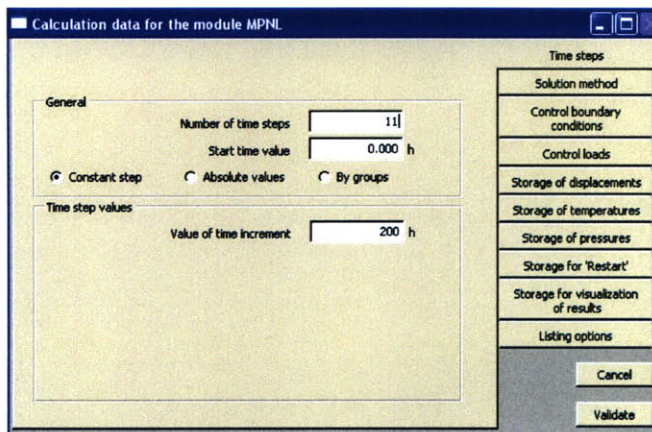 Calculation data for the module MPNL
Time steps
Solution method
Control boundary
conditions
Control loads
Storage of displacements
Storage of temperatures
Storage of pressures
Storage for 'Restart'
Storage for visualization
of results
Listing options
Cancel
Validate
General
Number of time steps 11
Start time value 0.000 h
Constant step Absolute values By groups
Time step values
Value of time increment 200 h